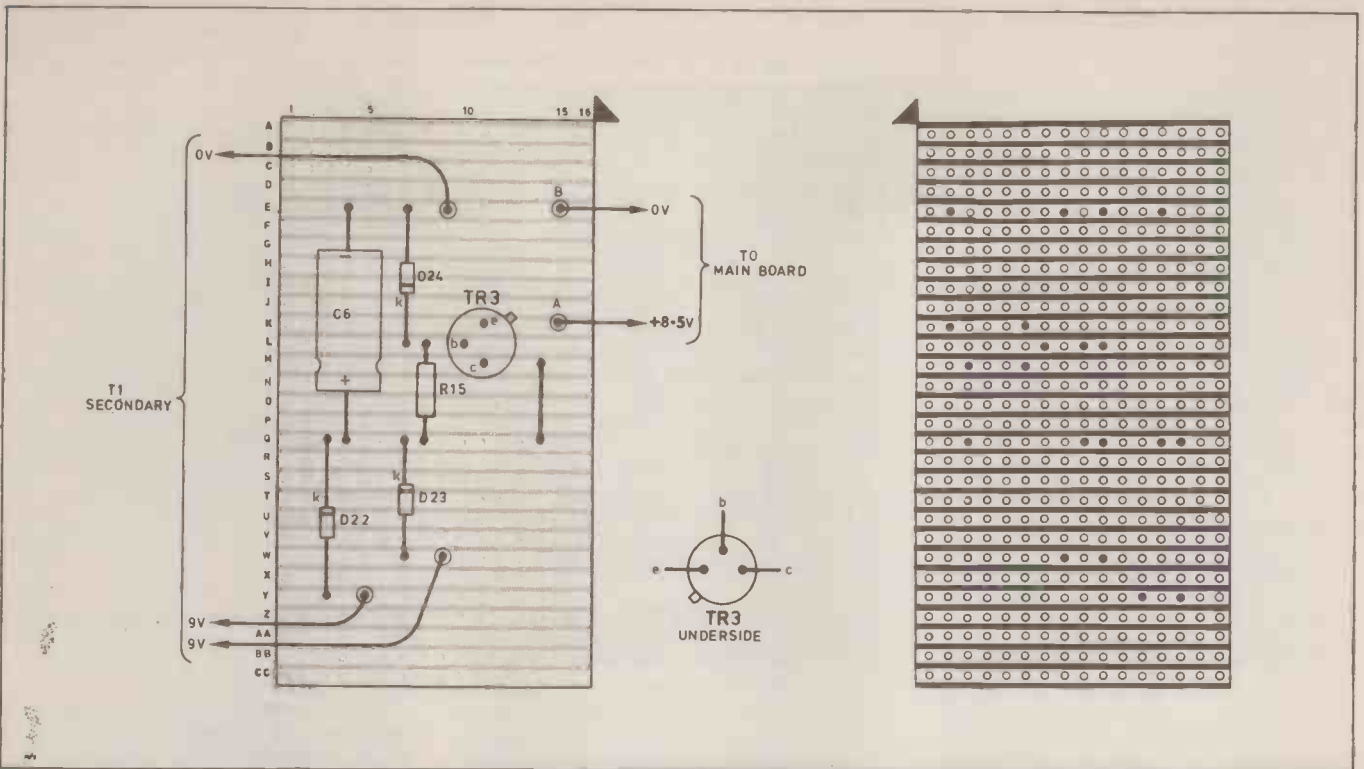 1 5 10 15 16
A
B
C
D
E
F
G
H
I
J
K
L
M
N
O
P
Q
R
S
T
U
V
W
X
Y
Z
AA
BB
CC
0V
T1
SECONDARY
9V
9V
C6
−
+
D24
k
TR3
e
b
c
R15
k
D22
k
D23
B
0V
A
+8·5V
TO
MAIN BOARD
b
e
c
TR3
UNDERSIDE